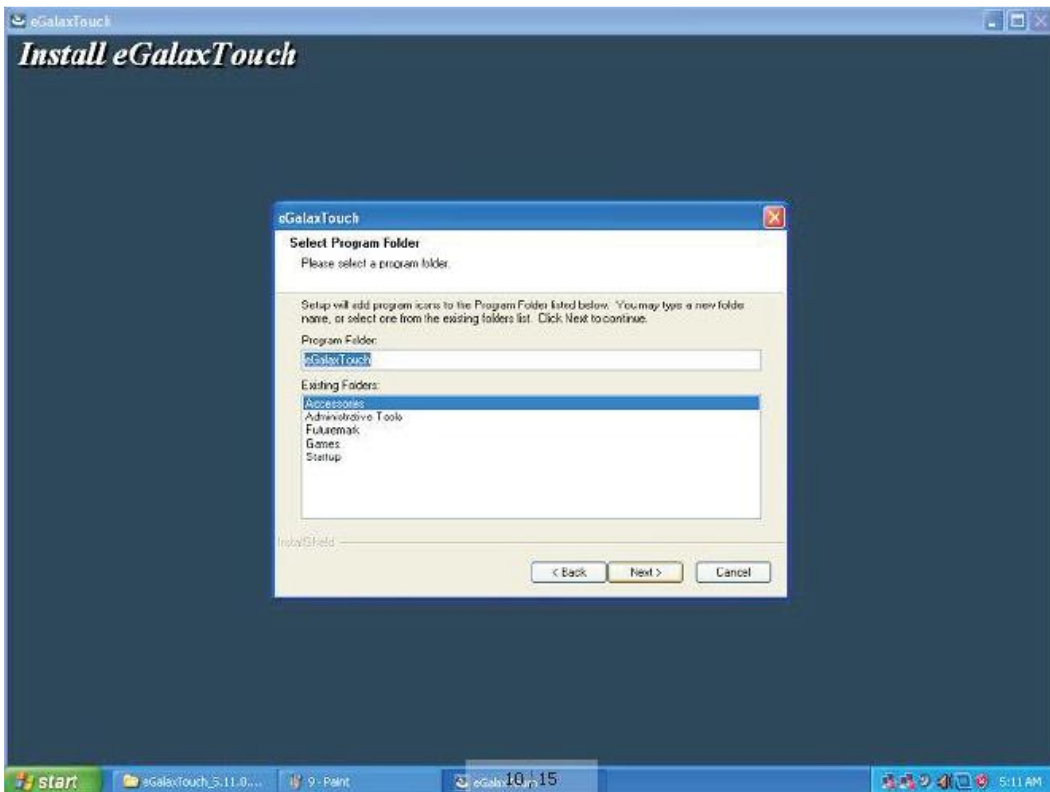 eGalaxTouch
Install eGalaxTouch
eGalaxTouch
Select Program Folder
Please select a program folder.
Setup will add program icons to the Program Folder listed below. You may type a new folder
name, or select one from the existing folders list. Click Next to continue.
Program Folder:
eGalaxTouch
Existing Folders:
Accessories
Administrative Tools
Futuremark
Games
Startup
InstallShield
< Back
Next >
Cancel
start
eGalaxTouch_5.11.0....
9 - Paint
10 15
5:11 AM